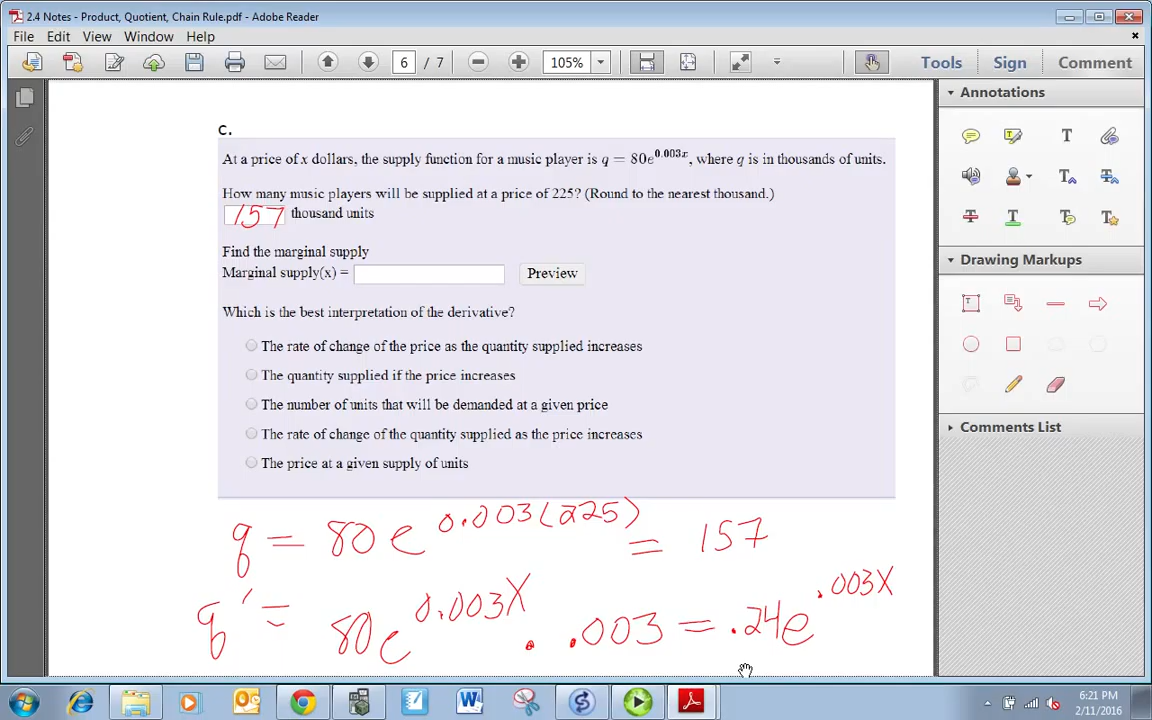 2.4 Notes - Product, Quotient, Chain Rule.pdf - Adobe Reader
File Edit View Window Help
6 / 7 105% Tools Sign Comment
Annotations
Drawing Markups
Comments List
c.
At a price of x dollars, the supply function for a music player is q = 80e^0.003x, where q is in thousands of units.
How many music players will be supplied at a price of 225? (Round to the nearest thousand.)
157 thousand units
Find the marginal supply
Marginal supply(x) = Preview
Which is the best interpretation of the derivative?
The rate of change of the price as the quantity supplied increases
The quantity supplied if the price increases
The number of units that will be demanded at a given price
The rate of change of the quantity supplied as the price increases
The price at a given supply of units
q = 80e^0.003(225) = 157
q' = 80e^0.003X · .003 = .24e^.003X
6:21 PM
2/11/2016